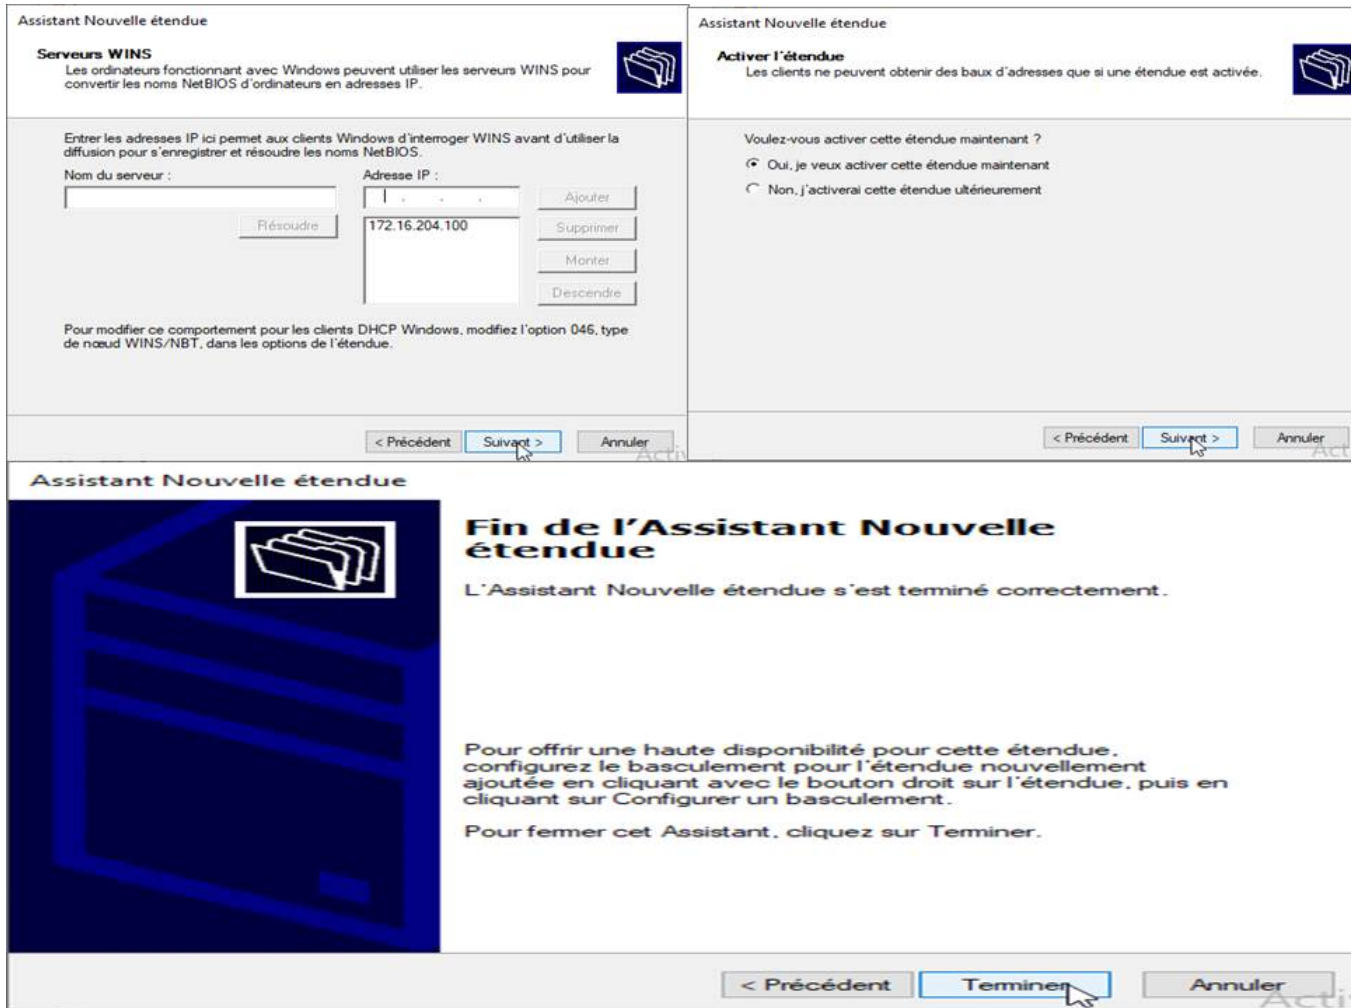 Assistant Nouvelle étendue
Serveurs WINS
Les ordinateurs fonctionnant avec Windows peuvent utiliser les serveurs WINS pour
convertir les noms NetBIOS d'ordinateurs en adresses IP.
Entrer les adresses IP ici permet aux clients Windows d'interroger WINS avant d'utiliser la
diffusion pour s'enregistrer et résoudre les noms NetBIOS.
Nom du serveur :
Adresse IP :
Ajouter
Résoudre
172.16.204.100
Supprimer
Monter
Descendre
Pour modifier ce comportement pour les clients DHCP Windows, modifiez l'option 046, type
de nœud WINS/NBT, dans les options de l'étendue.
< Précédent
Suivant >
Annuler
Assistant Nouvelle étendue
Activer l'étendue
Les clients ne peuvent obtenir des baux d'adresses que si une étendue est activée.
Voulez-vous activer cette étendue maintenant ?
Oui, je veux activer cette étendue maintenant
Non, j'activerai cette étendue ultérieurement
< Précédent
Suivant >
Annuler
Assistant Nouvelle étendue
Fin de l'Assistant Nouvelle
étendue
L'Assistant Nouvelle étendue s'est terminé correctement.
Pour offrir une haute disponibilité pour cette étendue,
configurez le basculement pour l'étendue nouvellement
ajoutée en cliquant avec le bouton droit sur l'étendue, puis en
cliquant sur Configurer un basculement.
Pour fermer cet Assistant, cliquez sur Terminer.
< Précédent
Terminer
Annuler